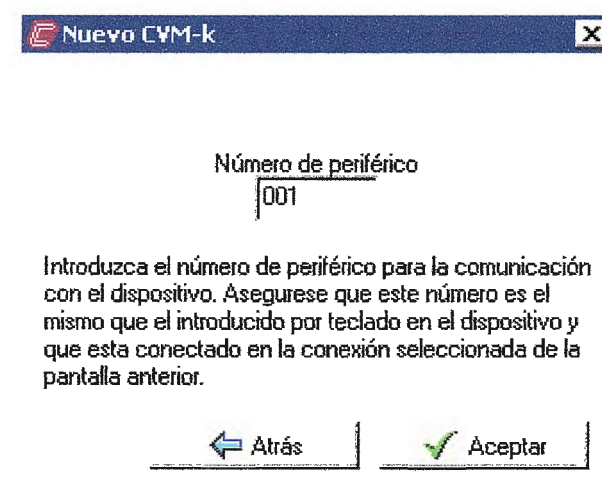 Nuevo CVM-k
Número de periférico
001
Introduzca el número de periférico para la comunicación
con el dispositivo. Asegurese que este número es el
mismo que el introducido por teclado en el dispositivo y
que esta conectado en la conexión seleccionada de la
pantalla anterior.
Atrás
Aceptar